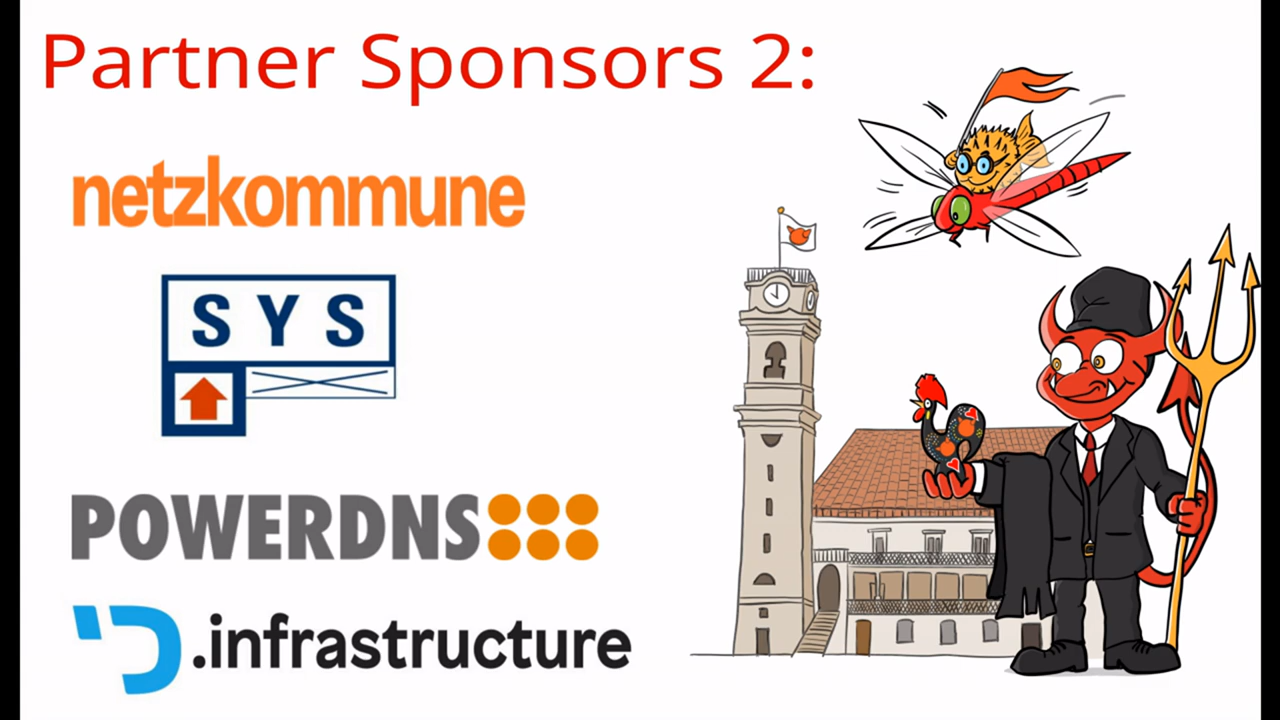 Partner Sponsors 2:
netzkommune
SYS
POWERDNS
.infrastructure